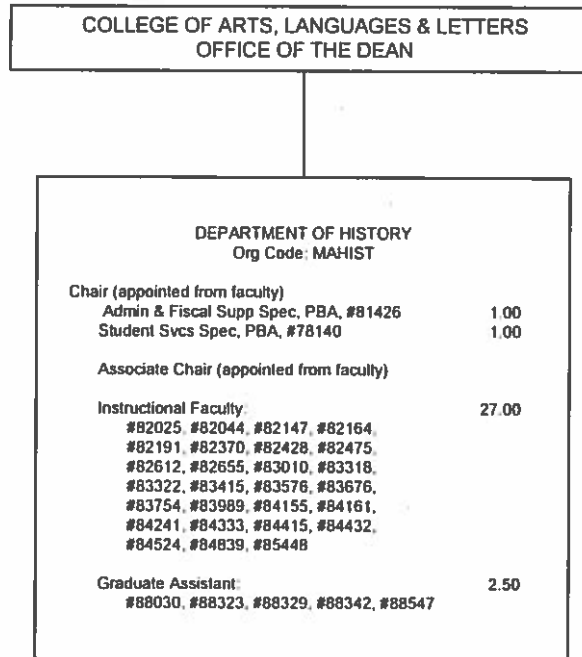 COLLEGE OF ARTS, LANGUAGES & LETTERS
OFFICE OF THE DEAN
DEPARTMENT OF HISTORY
Org Code: MAHIST
Chair (appointed from faculty)
Admin & Fiscal Supp Spec, PBA, #81426 1.00
Student Svcs Spec, PBA, #78140 1.00
Associate Chair (appointed from faculty)
Instructional Faculty: 27.00
#82025, #82044, #82147, #82164,
#82191, #82370, #82428, #82475,
#82612, #82655, #83010, #83318,
#83322, #83415, #83576, #83676,
#83754, #83989, #84155, #84161,
#84241, #84333, #84415, #84432,
#84524, #84839, #85448
Graduate Assistant: 2.50
#88030, #88323, #88329, #88342, #88547